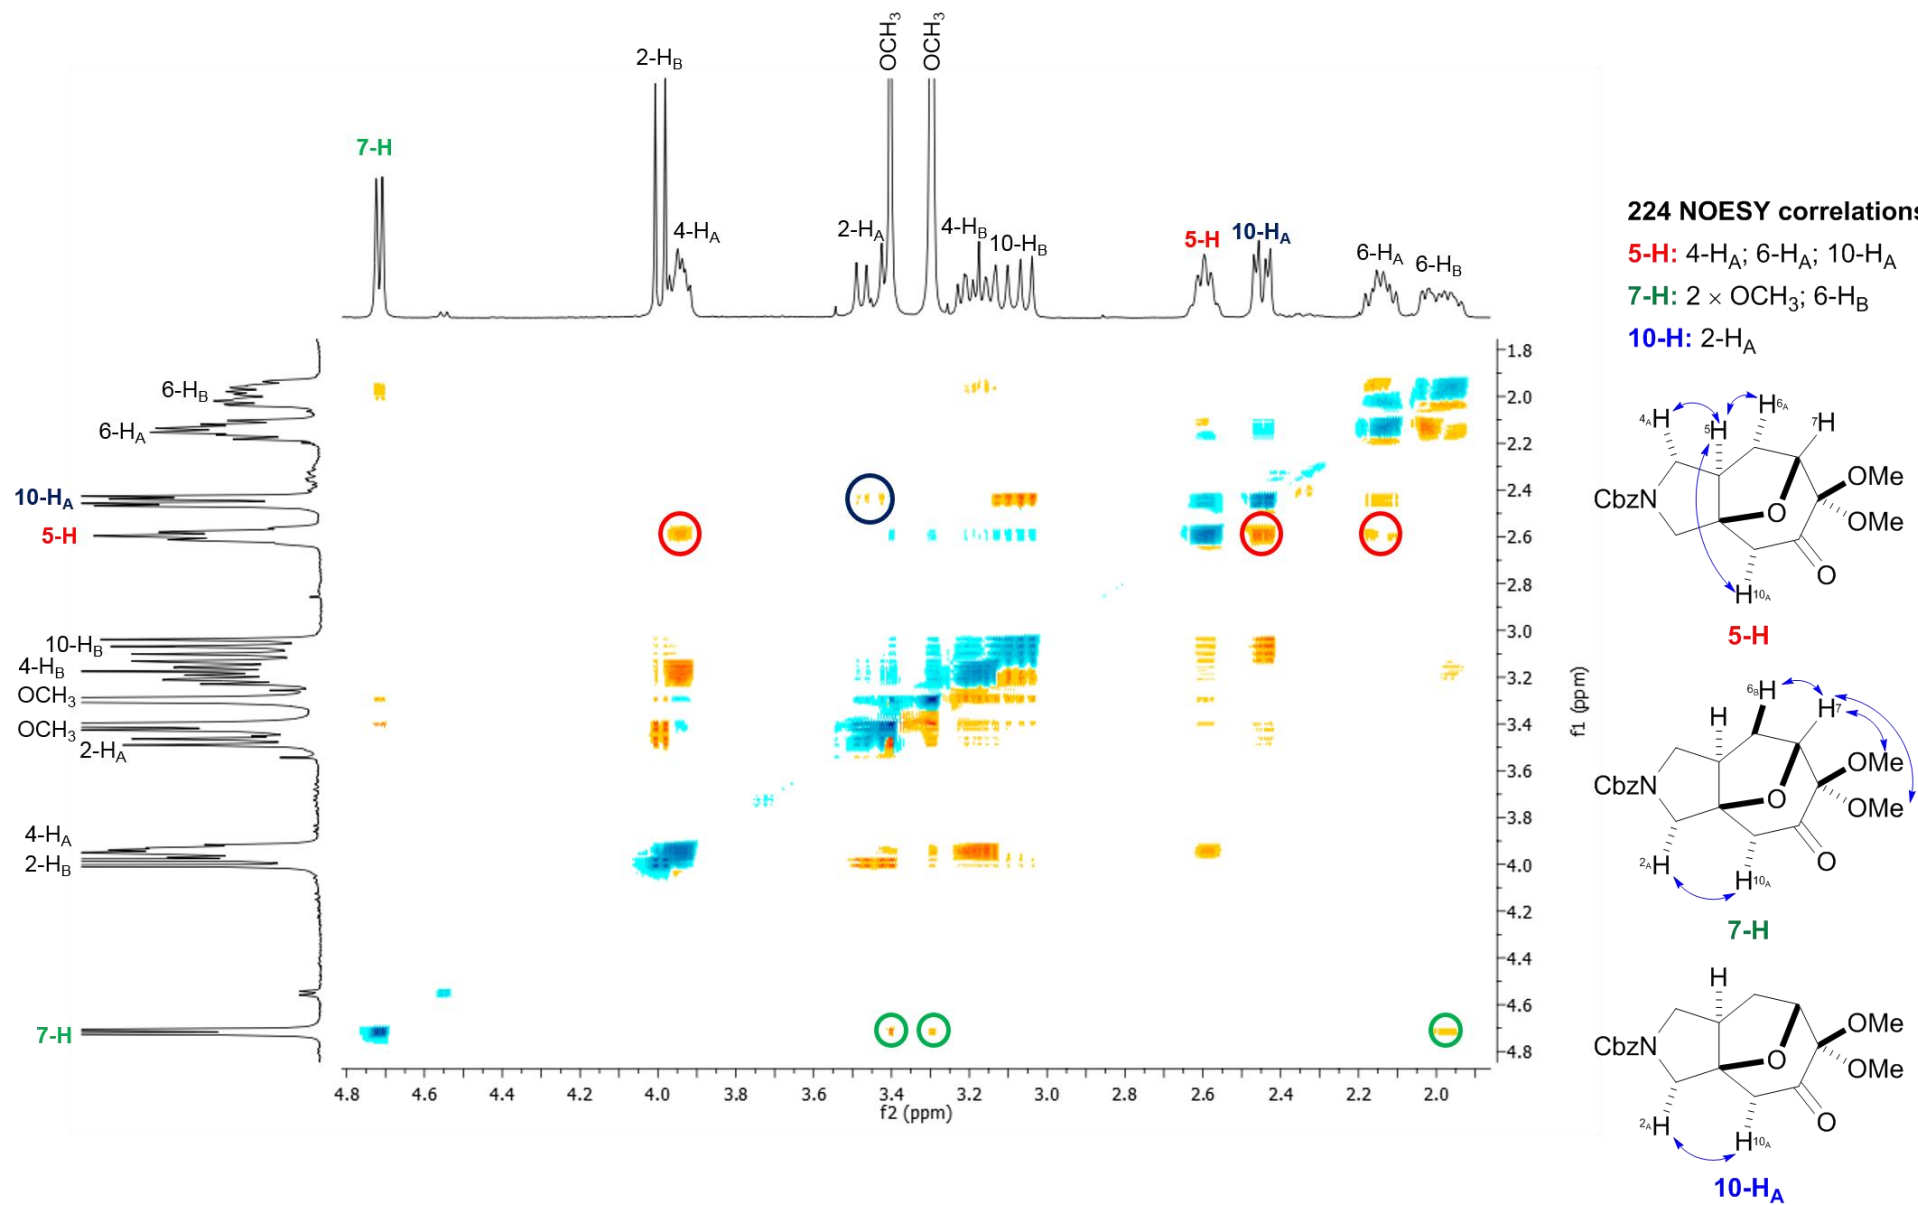 OCH3
OCH3
2-HB
7-H
4-HA
2-HA
4-HB
10-HB
5-H
10-HA
6-HA
6-HB
224 NOESY correlations
5-H: 4-HA; 6-HA; 10-HA
7-H: 2 × OCH3; 6-HB
10-H: 2-HA
6-HB
6-HA
10-HA
5-H
10-HB
4-HB
OCH3
OCH3
2-HA
4-HA
2-HB
7-H
1.8
2.0
2.2
2.4
2.6
2.8
3.0
3.2
3.4
3.6
3.8
4.0
4.2
4.4
4.6
4.8
f1 (ppm)
4.8 4.6 4.4 4.2 4.0 3.8 3.6 3.4 3.2 3.0 2.8 2.6 2.4 2.2 2.0
f2 (ppm)
4AH 5H H6A 7H
OMe
CbzN O OMe
O
H10A
5-H
6BH H H7
OMe
CbzN O OMe
O
2AH H10A
7-H
H
OMe
CbzN O OMe
O
2AH H10A
10-HA